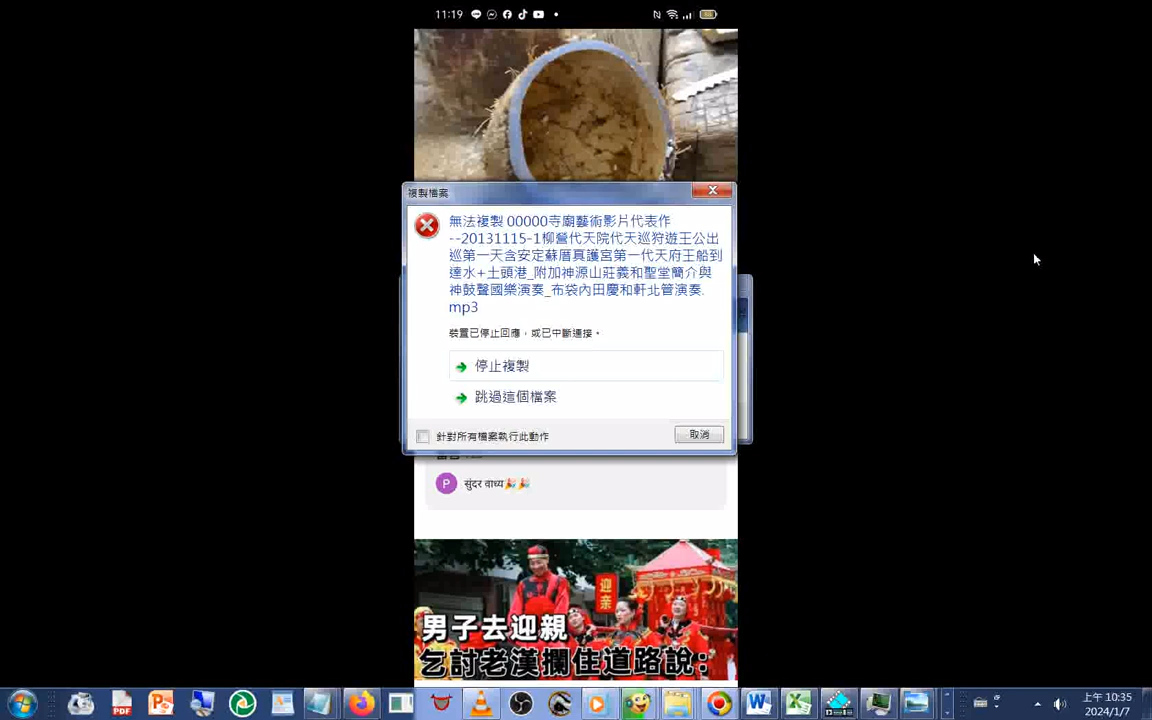 11:19
複製檔案
無法複製 00000寺廟藝術影片代表作
--20131115-1柳營代天院代天巡狩遊王公出
巡第一天含安定蘇厝真護宮第一代天府王船到
達水+土頭港_附加神源山莊義和聖堂簡介與
神鼓聲國樂演奏_布袋內田慶和軒北管演奏.
mp3
裝置已停止回應，或已中斷連接。
停止複製
跳過這個檔案
針對所有檔案執行此動作
取消
P सुंदर वाध्य🎉🎉
迎亲
男子去迎親
乞討老漢攔住道路說：
上午 10:35
2024/1/7